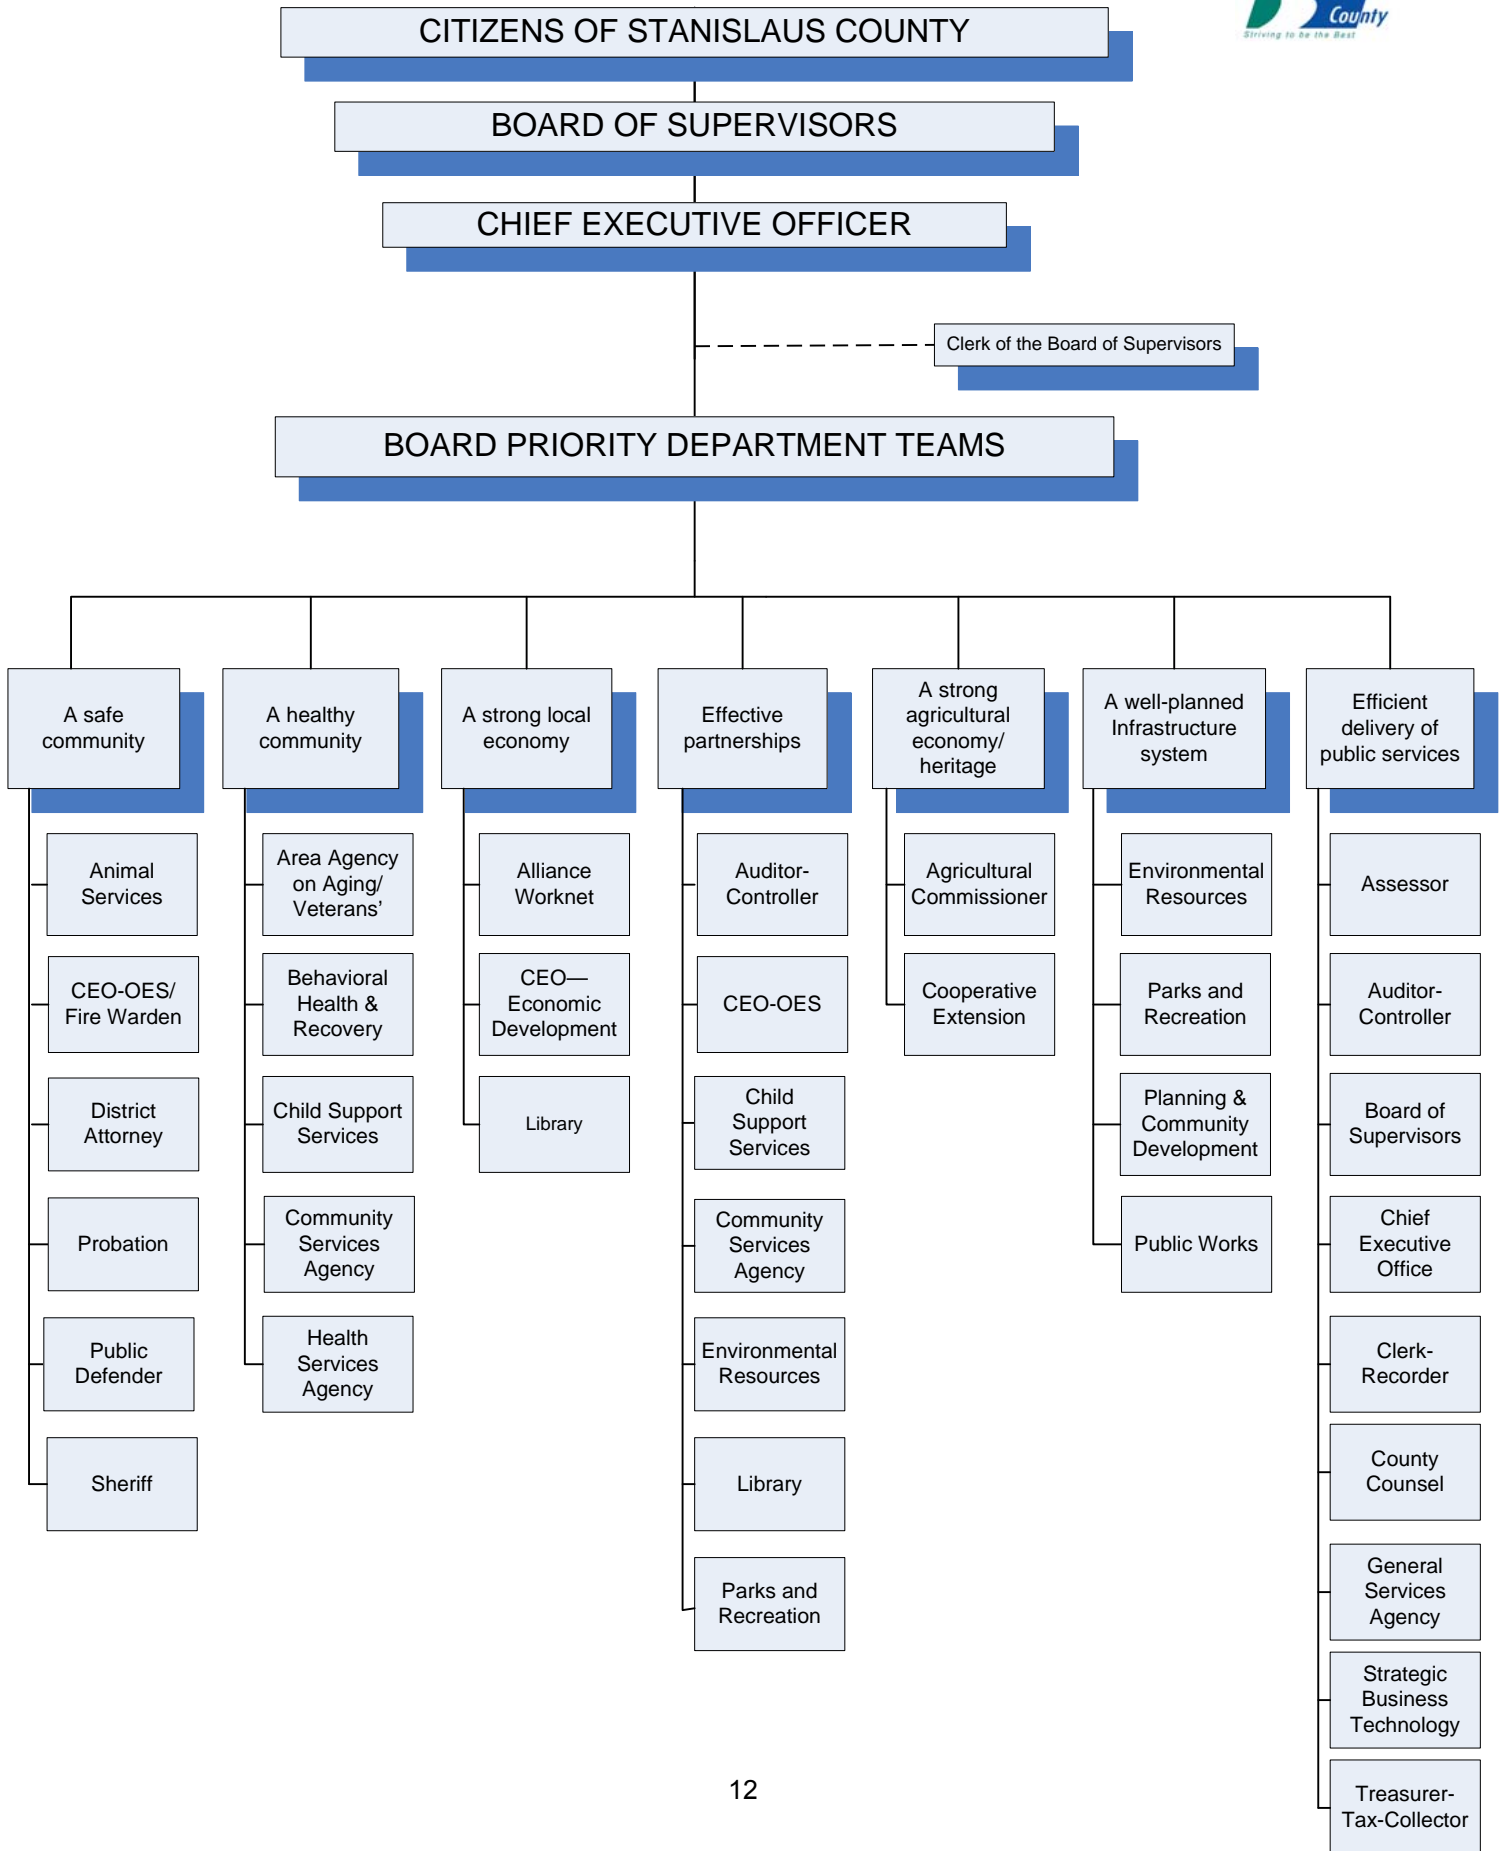 County
Striving to be the Best
CITIZENS OF STANISLAUS COUNTY
BOARD OF SUPERVISORS
CHIEF EXECUTIVE OFFICER
Clerk of the Board of Supervisors
BOARD PRIORITY DEPARTMENT TEAMS
A safe
community
A healthy
community
A strong local
economy
Effective
partnerships
A strong
agricultural
economy/
heritage
A well-planned
Infrastructure
system
Efficient
delivery of
public services
Animal
Services
CEO-OES/
Fire Warden
District
Attorney
Probation
Public
Defender
Sheriff
Area Agency
on Aging/
Veterans’
Behavioral
Health &
Recovery
Child Support
Services
Community
Services
Agency
Health
Services
Agency
Alliance
Worknet
CEO—
Economic
Development
Library
Auditor-
Controller
CEO-OES
Child
Support
Services
Community
Services
Agency
Environmental
Resources
Library
Parks and
Recreation
Agricultural
Commissioner
Cooperative
Extension
Environmental
Resources
Parks and
Recreation
Planning &
Community
Development
Public Works
Assessor
Auditor-
Controller
Board of
Supervisors
Chief
Executive
Office
Clerk-
Recorder
County
Counsel
General
Services
Agency
Strategic
Business
Technology
Treasurer-
Tax-Collector
12